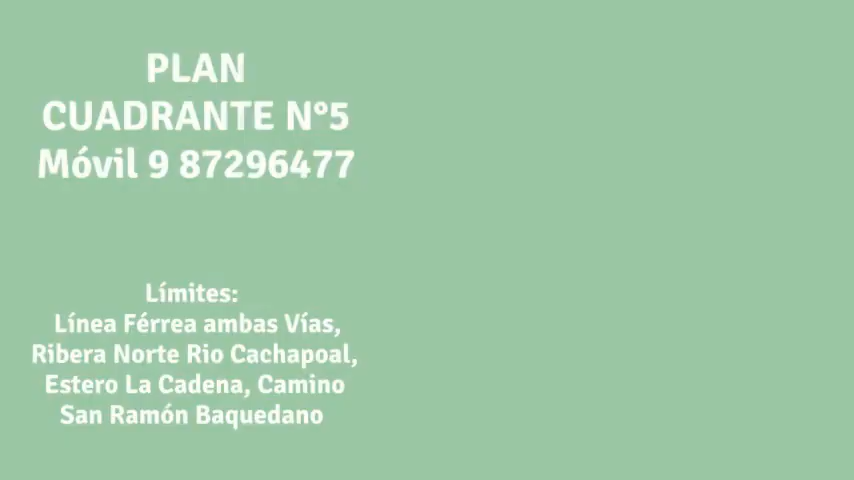 PLAN
CUADRANTE N°5
Móvil 9 87296477
Límites:
Línea Férrea ambas Vías,
Ribera Norte Rio Cachapoal,
Estero La Cadena, Camino
San Ramón Baquedano